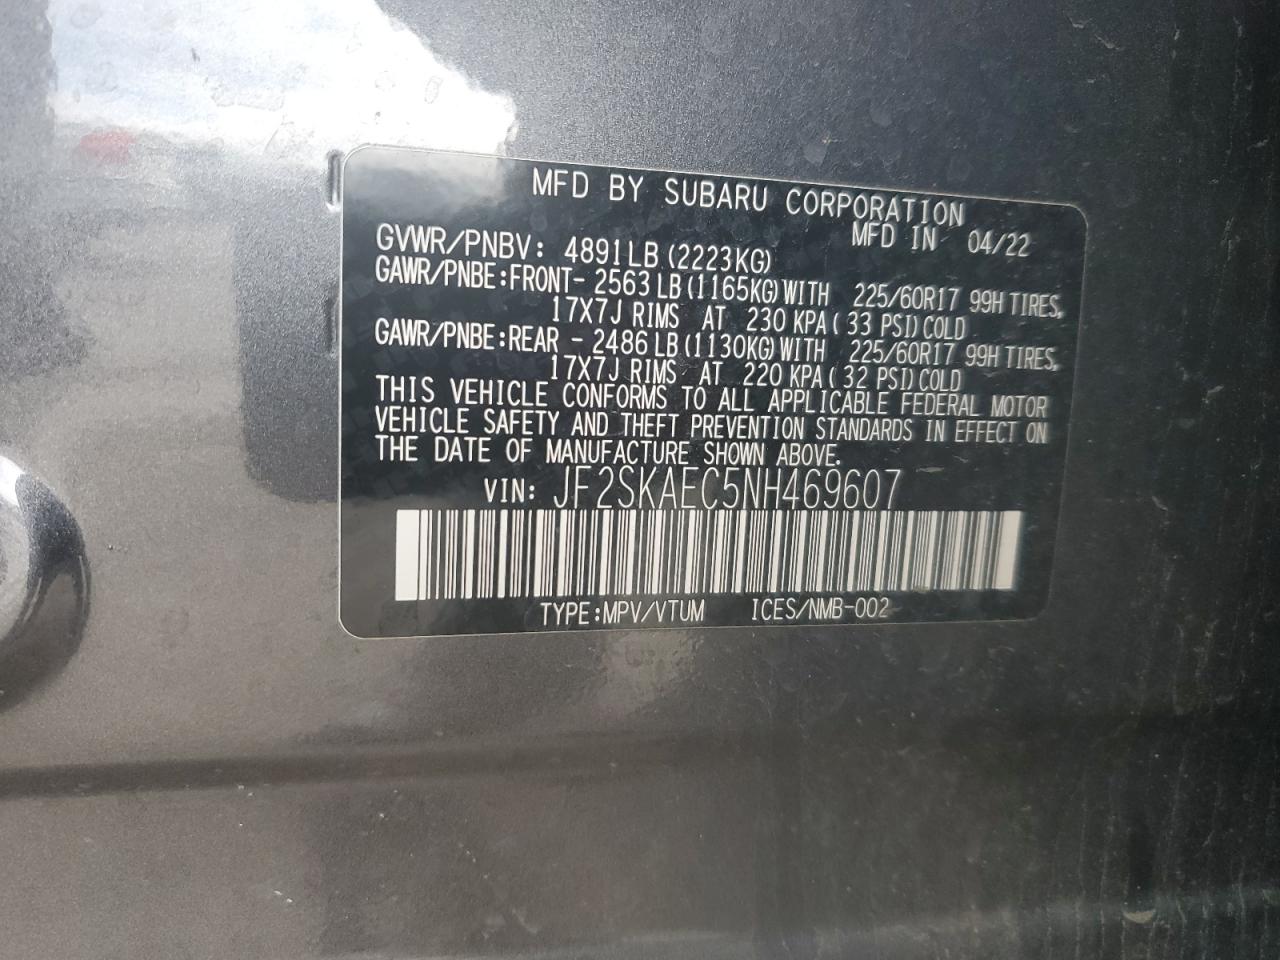 MFD BY SUBARU CORPORATION
MFD IN 04/22
GVWR/PNBV: 4891LB (2223KG)
GAWR/PNBE:FRONT- 2563 LB (1165KG) WITH 225/60R17 99H TIRES,
17X7J RIMS AT 230 KPA ( 33 PSI) COLD
GAWR/PNBE:REAR - 2486 LB (1130KG) WITH 225/60R17 99H TIRES,
17X7J RIMS AT 220 KPA ( 32 PSI) COLD
THIS VEHICLE CONFORMS TO ALL APPLICABLE FEDERAL MOTOR
VEHICLE SAFETY AND THEFT PREVENTION STANDARDS IN EFFECT ON
THE DATE OF MANUFACTURE SHOWN ABOVE.
VIN: JF2SKAEC5NH469607
TYPE:MPV/VTUM ICES/NMB-002